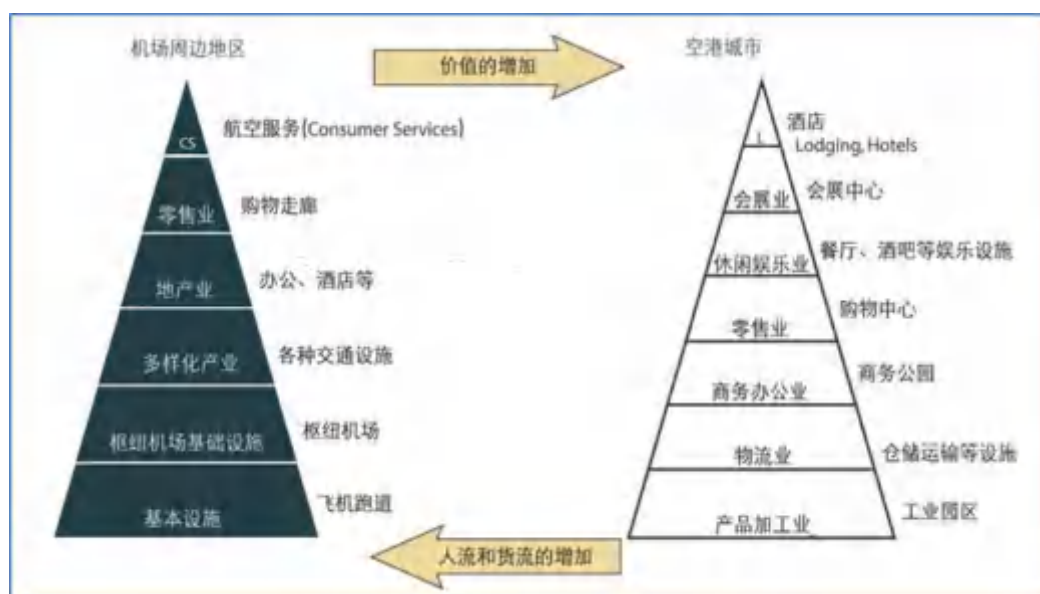 机场周边地区
价值的增加
空港城市
CS
航空服务(Consumer Services)
零售业
购物走廊
地产业
办公、酒店等
多样化产业
各种交通设施
枢纽机场基础设施
枢纽机场
基本设施
飞机跑道
L
酒店
Lodging, Hotels
会展业
会展中心
休闲娱乐业
餐厅、酒吧等娱乐设施
零售业
购物中心
商务办公业
商务公园
物流业
仓储运输等设施
产品加工业
工业园区
人流和货流的增加